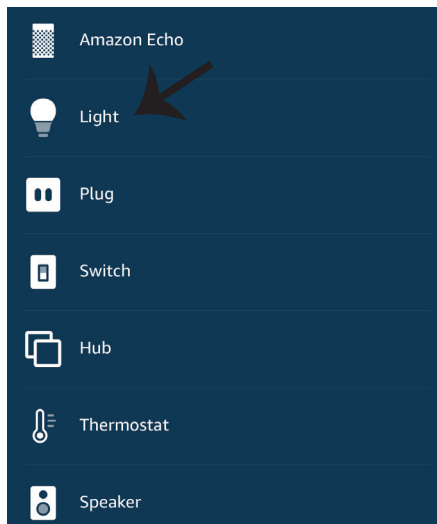 Amazon Echo
Light
Plug
Switch
Hub
Thermostat
Speaker